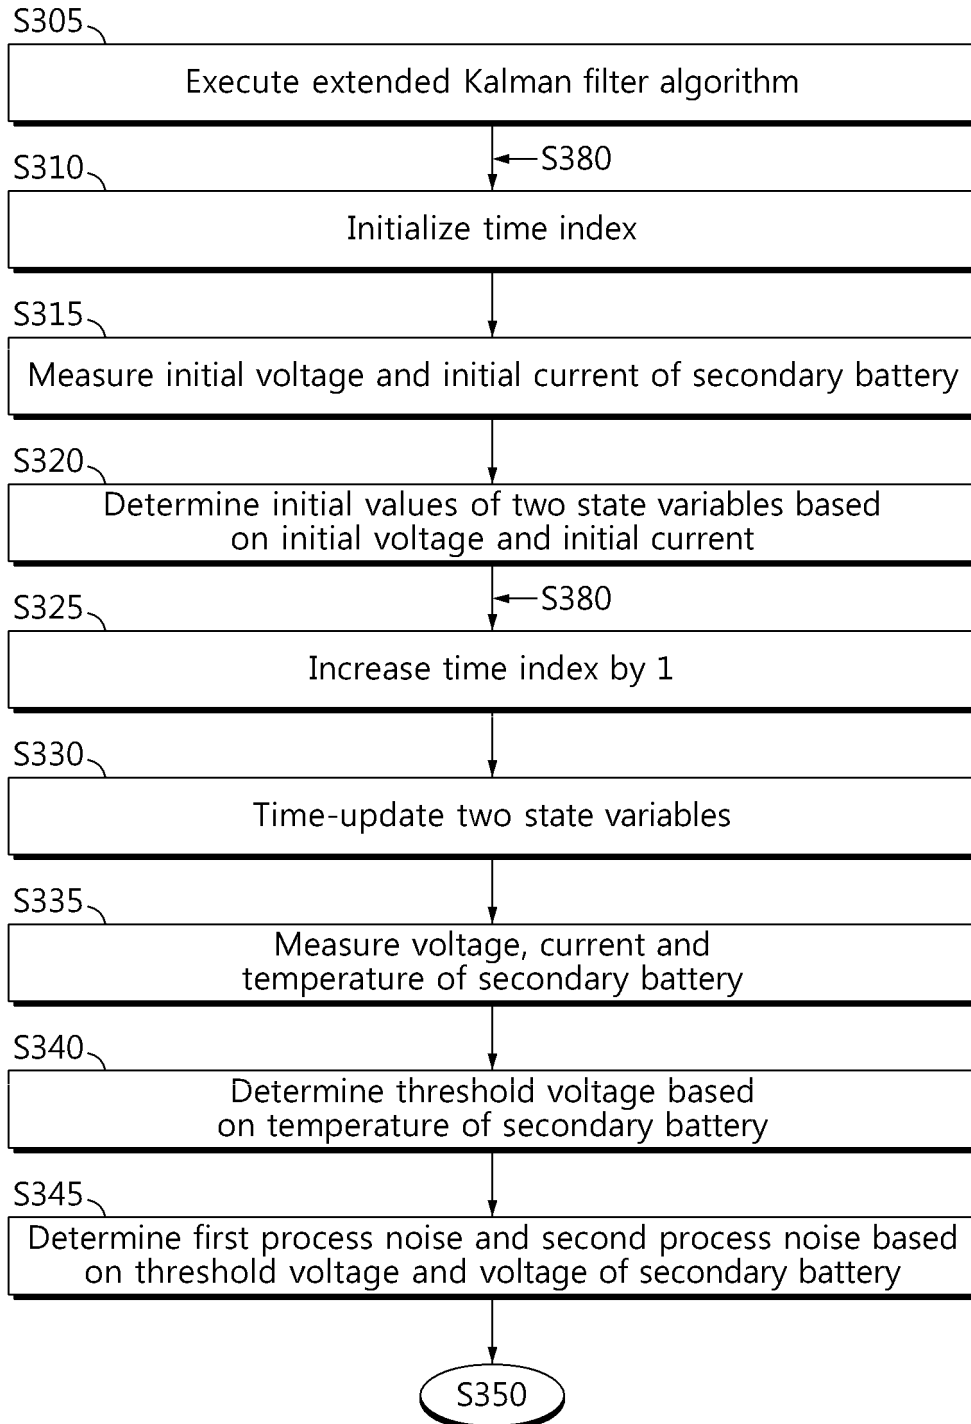 S305
Execute extended Kalman filter algorithm
S380
S310
Initialize time index
S315
Measure initial voltage and initial current of secondary battery
S320
Determine initial values of two state variables based
on initial voltage and initial current
S380
S325
Increase time index by 1
S330
Time-update two state variables
S335
Measure voltage, current and
temperature of secondary battery
S340
Determine threshold voltage based
on temperature of secondary battery
S345
Determine first process noise and second process noise based
on threshold voltage and voltage of secondary battery
S350